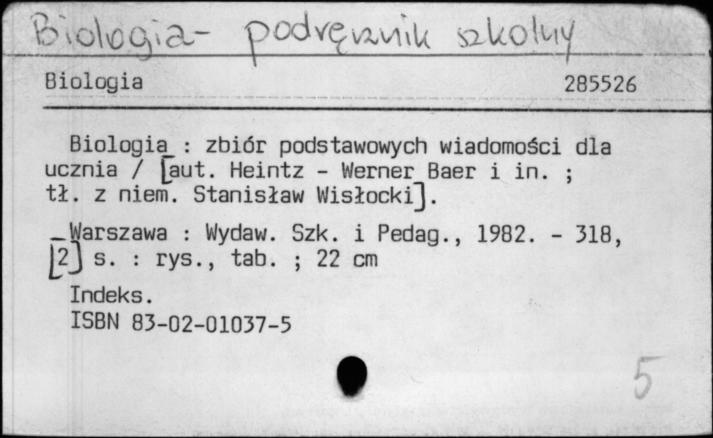 Biologia - podręcznik szkolny
Biologia 285526
Biologia : zbiór podstawowych wiadomości dla
ucznia / [aut. Heintz - Werner Baer i in. ;
tł. z niem. Stanisław Wisłocki].
Warszawa : Wydaw. Szk. i Pedag., 1982. - 318,
[2] s. : rys., tab. ; 22 cm
Indeks.
ISBN 83-02-01037-5
5